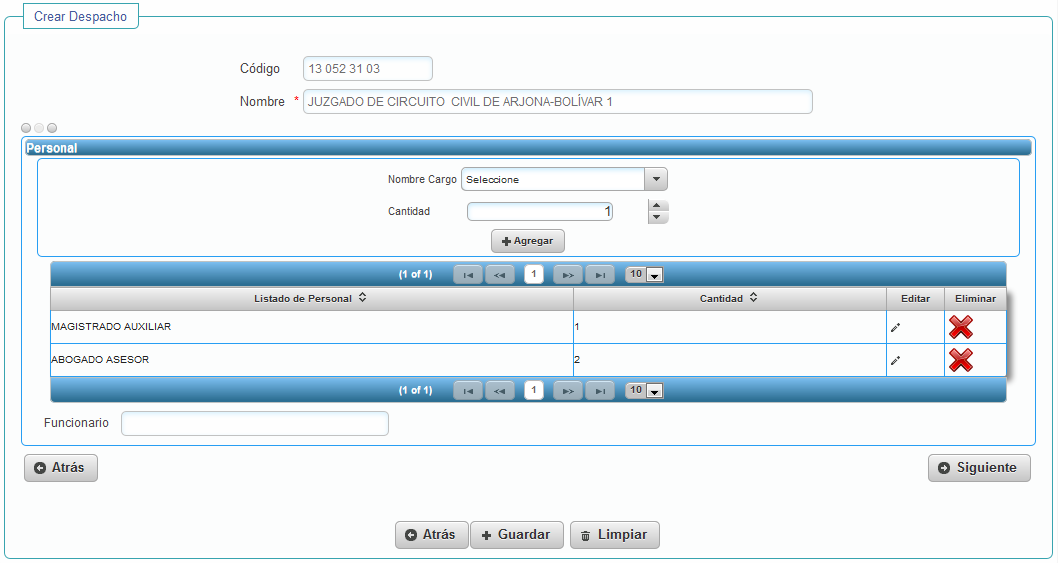 Crear Despacho
Código 13 052 31 03
Nombre * JUZGADO DE CIRCUITO CIVIL DE ARJONA-BOLÍVAR 1
Personal
Nombre Cargo Seleccione
Cantidad 1
Agregar
(1 of 1) 1 10
Listado de Personal Cantidad Editar Eliminar
MAGISTRADO AUXILIAR 1
ABOGADO ASESOR 2
(1 of 1) 1 10
Funcionario
Atrás Siguiente
Atrás Guardar Limpiar